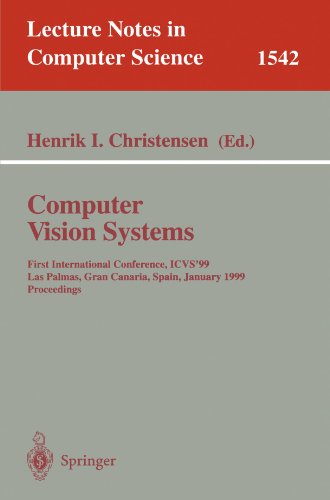 Lecture Notes in
Computer Science 1542
Henrik I. Christensen (Ed.)
Computer
Vision Systems
First International Conference, ICVS'99
Las Palmas, Gran Canaria, Spain, January 1999
Proceedings
Springer